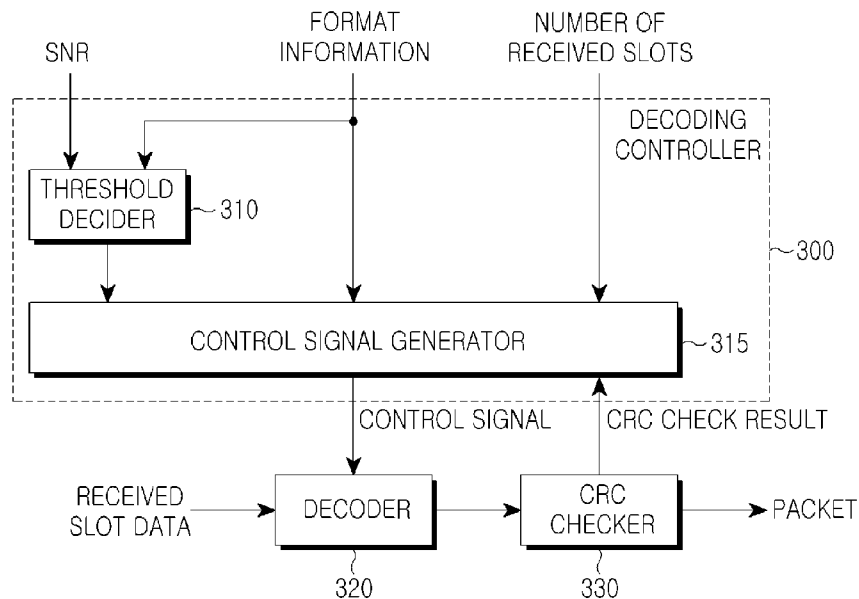 SNR
FORMAT
INFORMATION
NUMBER OF
RECEIVED SLOTS
DECODING
CONTROLLER
THRESHOLD
DECIDER
310
300
CONTROL SIGNAL GENERATOR
315
CONTROL SIGNAL
CRC CHECK RESULT
RECEIVED
SLOT DATA
DECODER
CRC
CHECKER
PACKET
320
330